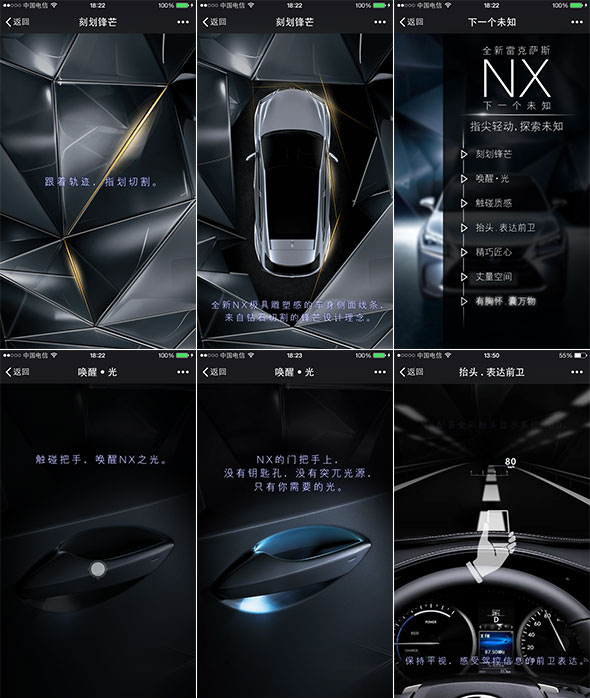 中国电信 18:22 100%
返回 刻划锋芒
跟着轨迹，指划切割。
中国电信 18:22 100%
返回 刻划锋芒
全新NX极具雕塑感的车身侧面线条，
来自钻石切割的锋芒设计理念。
中国电信 18:22 100%
返回 下一个未知
全新雷克萨斯
NX
下一个未知
指尖轻动，探索未知
刻划锋芒
唤醒·光
触碰质感
抬头.表达前卫
精巧匠心
丈量空间
有胸怀.囊万物
中国电信 18:22 100%
返回 唤醒·光
触碰把手，唤醒NX之光。
中国电信 18:23 100%
返回 唤醒·光
NX的门把手上，
没有钥匙孔，没有突兀光源，
只有你需要的光。
中国电信 13:50 55%
返回 抬头.表达前卫
80
POWER
ECO
CHARGE
D
87.50MHz
保持平视，感受驾控信息的前卫表达。